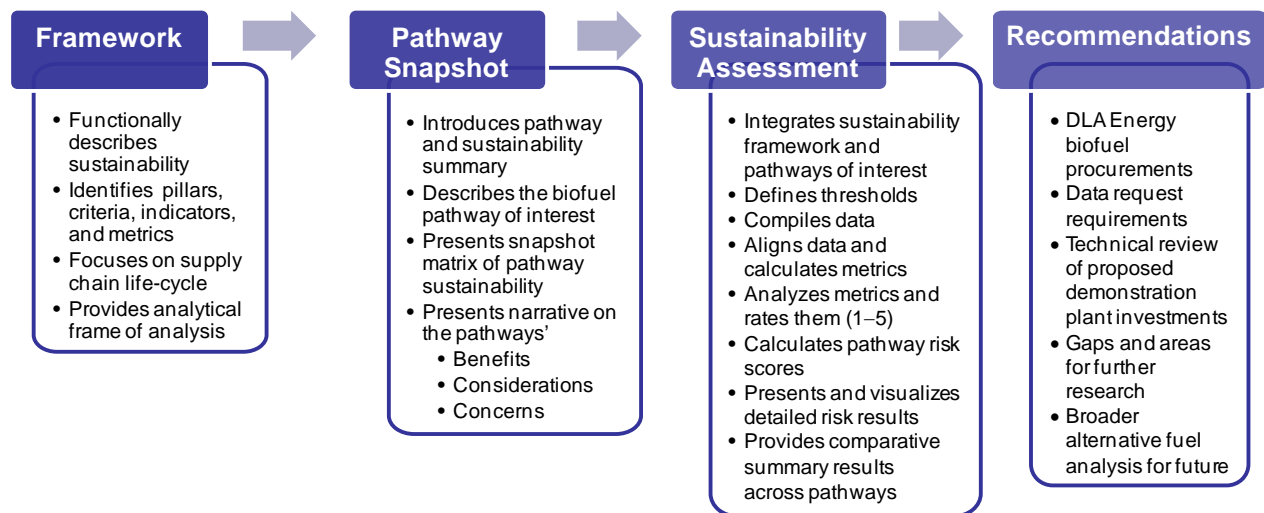 Framework
• Functionally
describes
sustainability
• Identifies pillars,
criteria, indicators,
and metrics
• Focuses on supply
chain life-cycle
• Provides analytical
frame of analysis
Pathway
Snapshot
• Introduces pathway
and sustainability
summary
• Describes the biofuel
pathway of interest
• Presents snapshot
matrix of pathway
sustainability
• Presents narrative on
the pathways’
• Benefits
• Considerations
• Concerns
Sustainability
Assessment
• Integrates sustainability
framework and
pathways of interest
• Defines thresholds
• Compiles data
• Aligns data and
calculates metrics
• Analyzes metrics and
rates them (1–5)
• Calculates pathway risk
scores
• Presents and visualizes
detailed risk results
• Provides comparative
summary results
across pathways
Recommendations
• DLA Energy
biofuel
procurements
• Data request
requirements
• Technical review
of proposed
demonstration
plant investments
• Gaps and areas
for further
research
• Broader
alternative fuel
analysis for future